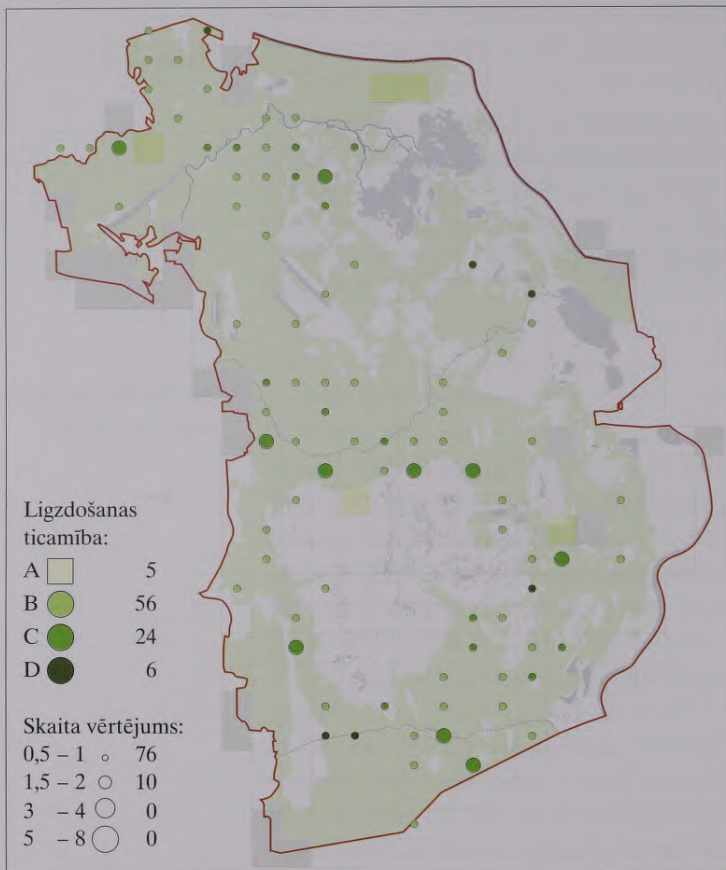 Ligzdošanas
ticamība:
A 5
B 56
C 24
D 6
Skaita vērtējums:
0,5 – 1 76
1,5 – 2 10
3 – 4 0
5 – 8 0